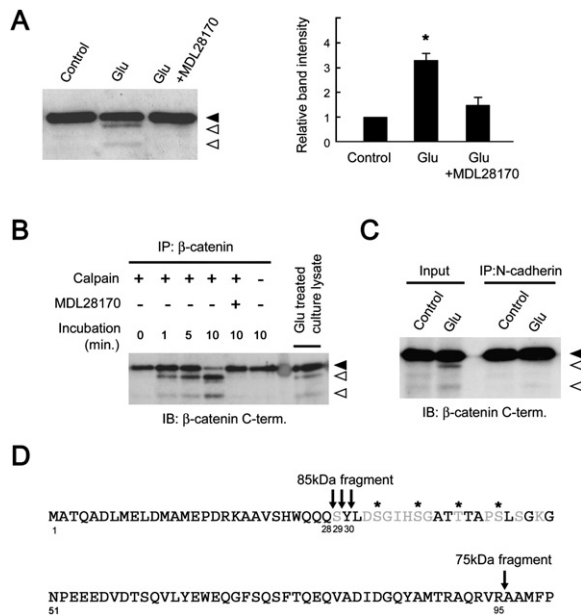 A
Control
Glu
Glu
+MDL28170
Relative band intensity
5
4
3
2
1
0
*
Control
Glu
Glu
+MDL28170
B
IP: β-catenin
Calpain + + + + + -
MDL28170 - - - - + -
Incubation
(min.)
0 1 5 10 10 10
Glu treated
culture lysate
IB: β-catenin C-term.
C
Input
IP:N-cadherin
Control
Glu
Control
Glu
IB: β-catenin C-term.
D
85kDa fragment
* * * *
MATQADLMELDMAMEPDRKAAVSHWQQQSYLDSGIHSGATTTAPSLSGKG
1 28 29 30
75kDa fragment
NPEEEDVDTSQVLYEWEQGFSQSFTQEQVADIDGQYAMTRAQRVRAAMFP
51 95